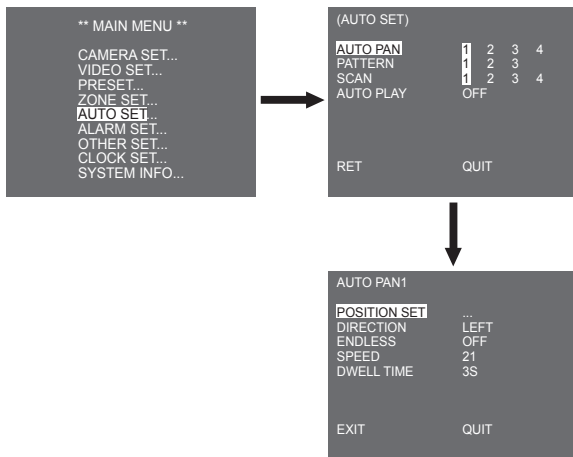 ** MAIN MENU **
CAMERA SET...
VIDEO SET...
PRESET...
ZONE SET...
AUTO SET...
ALARM SET...
OTHER SET...
CLOCK SET...
SYSTEM INFO...
(AUTO SET)
AUTO PAN 1 2 3 4
PATTERN 1 2 3
SCAN 1 2 3 4
AUTO PLAY OFF
RET QUIT
AUTO PAN1
POSITION SET ...
DIRECTION LEFT
ENDLESS OFF
SPEED 21
DWELL TIME 3S
EXIT QUIT